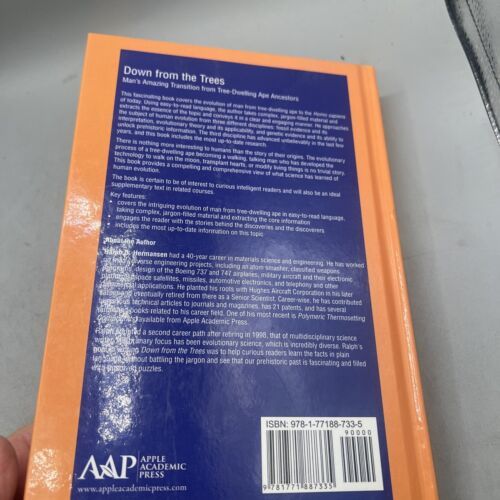 Down from the Trees
Man's Amazing Transition from Tree-Dwelling Ape Ancestors
This fascinating book covers the evolution of man from tree-dwelling ape to the Homo sapiens
of today. Using easy-to-read language, the author takes complex, jargon-filled material and
extracts the essence of the topic and conveys it in a clear and engaging manner. He approaches
the subject of human evolution from three different disciplines: fossil evidence and its
interpretation, evolutionary theory and its applicability, and genetic evidence and its ability to
unlock prehistoric information. The third discipline has advanced unbelievably in the last few
years, and this book includes the most up-to-date research
There is nothing more interesting to humans than the story of their origins. The evolutionary
process of a tree-dwelling ape becoming a walking, talking man who has developed the
technology to walk on the moon, transplant hearts, or modify living things is no trivial story.
This book provides a compelling and comprehensive view of what science has learned of
human evolution.
The book is certain to be of interest to curious intelligent readers and will also be an ideal
supplementary text in related courses.
Key features:
• covers the intriguing evolution of man from tree-dwelling ape in easy-to-read language,
taking complex, jargon-filled material and extracting the core information
• engages the reader with the stories behind the discoveries and the discoverers
• includes the most up-to-date information on this topic
About the Author
Ralph D. Hermansen had a 40-year career in materials science and engineering. He has worked
diverse engineering projects, including an atom smasher, classified weapons
design of the Boeing 737 and 747 airplanes, military aircraft and their electronic
satellites, missiles, automotive electronics, and telephony and other
commercial applications. He planted his roots with Hughes Aircraft Corporation in his later
eventually retired from there as a Senior Scientist. Career-wise, he has contributed
technical articles to journals and magazines, has 21 patents, and has several
books related to his career field. One of his most recent is Polymeric Thermosetting
available from Apple Academic Press.
Ralph a second career path after retiring in 1998, that of multidisciplinary science
primary focus has been evolutionary science, which is incredibly diverse. Ralph's
Down from the Trees was to help curious readers learn the facts in plain
without battling the jargon and see that our prehistoric past is fascinating and filled
puzzles.
ISBN: 978-1-77188-733-5
90000
9 781771 887335
AAP APPLE
ACADEMIC
PRESS
www.appleacademicpress.com